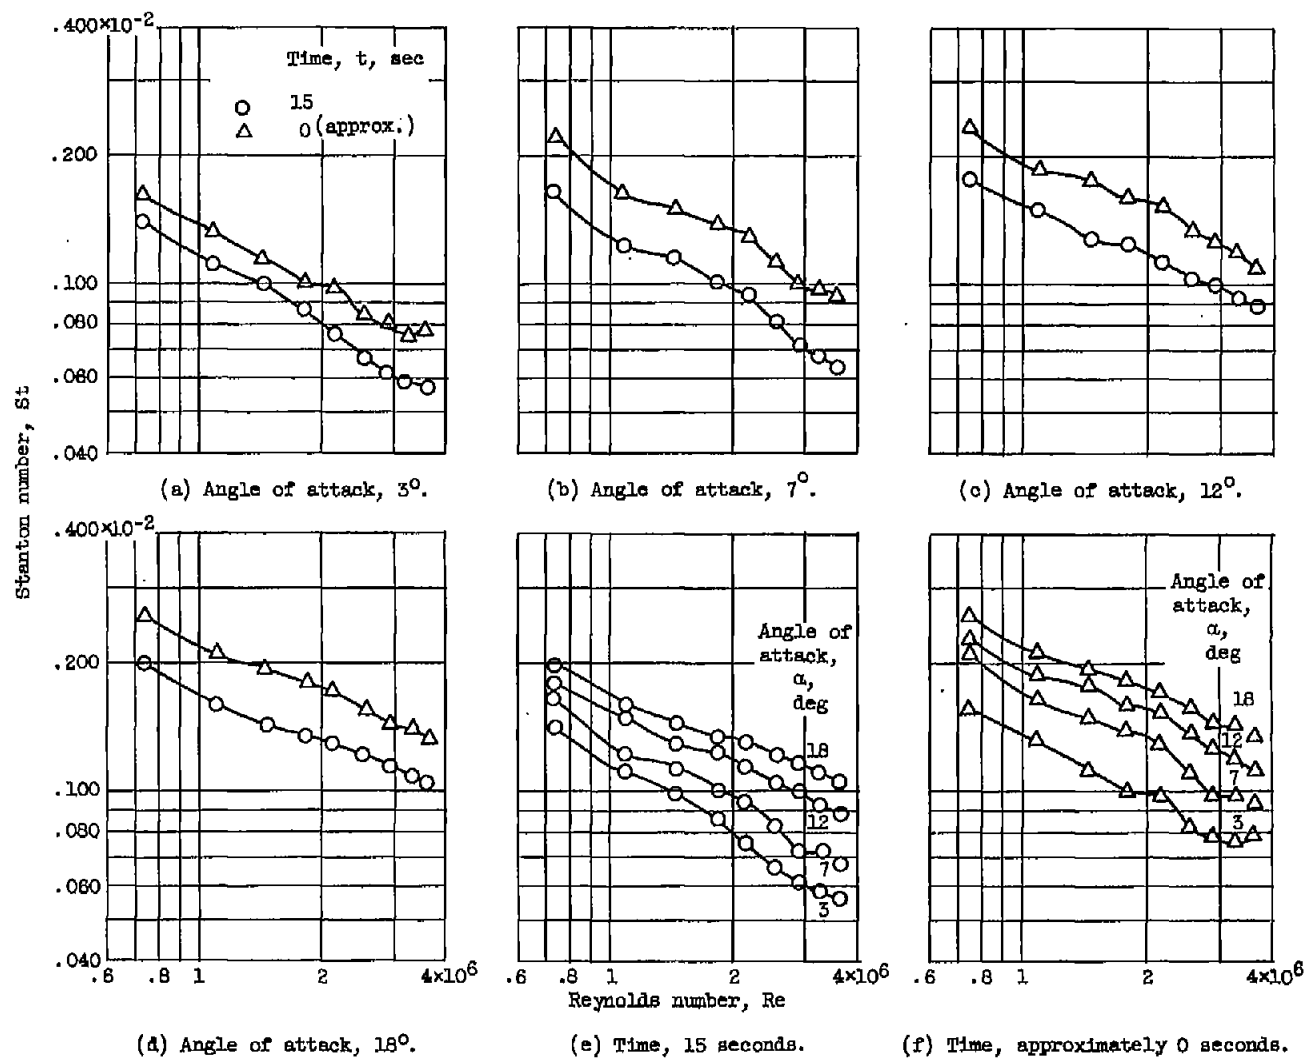 .400×10-2
Time, t, sec
15
0(approx.)
.200
.100
.080
.060
.040
Stanton number, St
(a) Angle of attack, 3°.
(b) Angle of attack, 7°.
(c) Angle of attack, 12°.
.400×10-2
.200
.100
.080
.060
.040
Angle of
attack,
α,
deg
18
12
7
3
Angle of
attack,
α,
deg
18
12
7
3
.6 .8 1 2 4×106
.6 .8 1 2 4×106
.6 .8 1 2 4×106
Reynolds number, Re
(d) Angle of attack, 18°.
(e) Time, 15 seconds.
(f) Time, approximately 0 seconds.